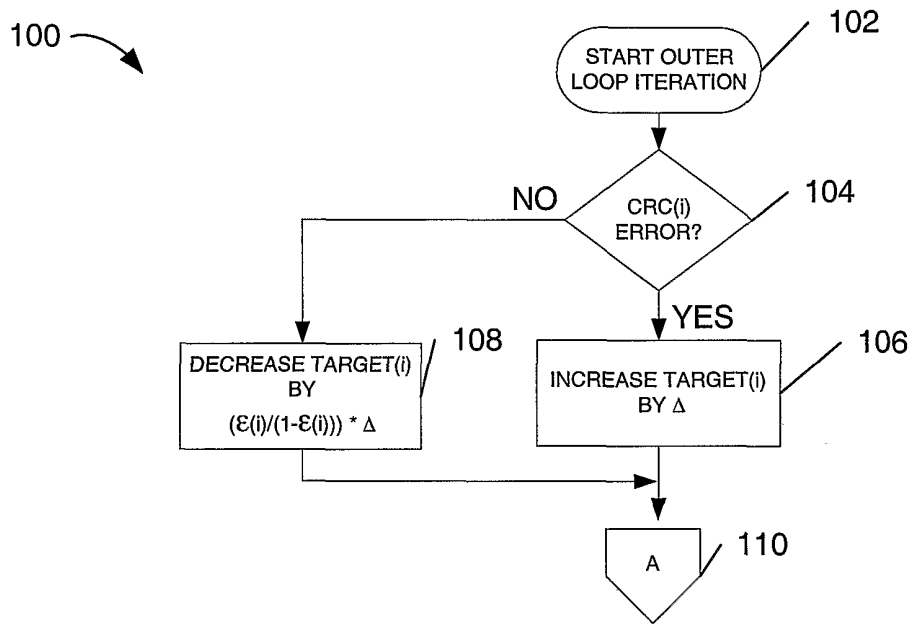 100
START OUTER
LOOP ITERATION
102
NO
CRC(i)
ERROR?
104
YES
DECREASE TARGET(i)
BY
(ε(i)/(1-ε(i))) * Δ
108
INCREASE TARGET(i)
BY Δ
106
A
110